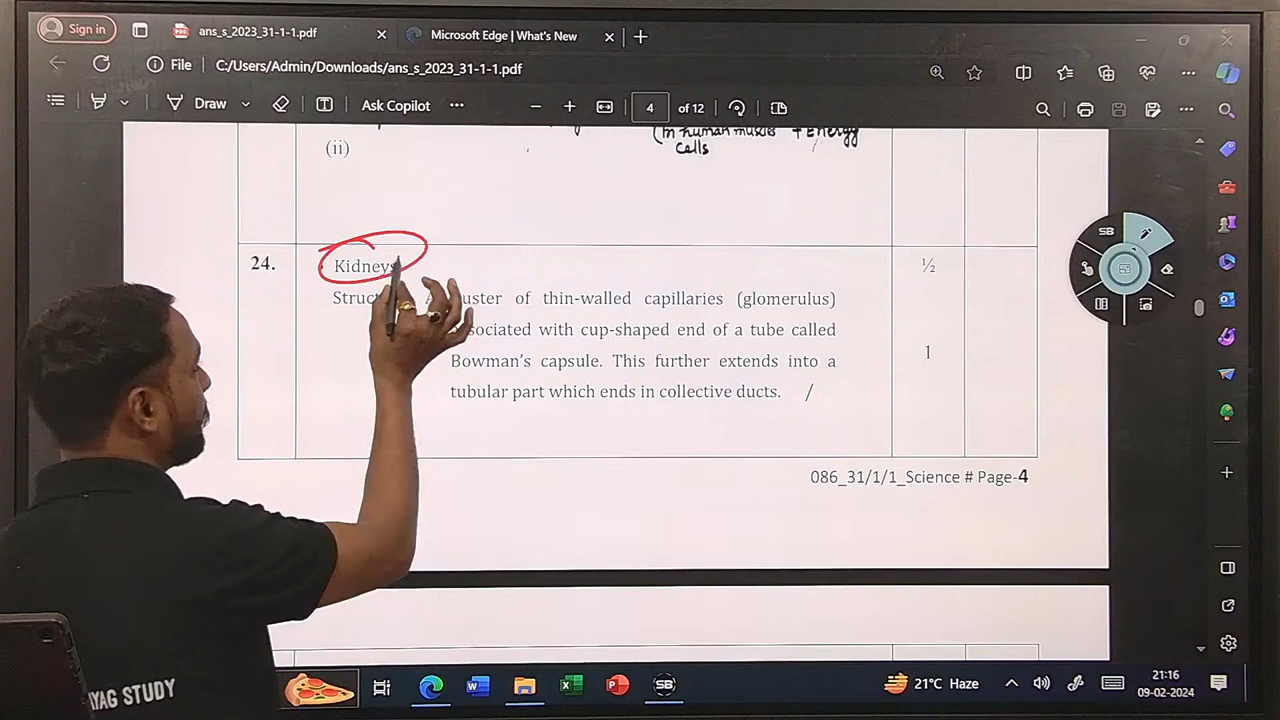 Sign in
ans_s_2023_31-1-1.pdf
Microsoft Edge | What's New
File
C:/Users/Admin/Downloads/ans_s_2023_31-1-1.pdf
Draw
Ask Copilot
4
of 12
(In human muscles
cells
+ Energy
(ii)
24.
Kidneys
½
Struct
uster of thin-walled capillaries (glomerulus)
sociated with cup-shaped end of a tube called
Bowman's capsule. This further extends into a
1
tubular part which ends in collective ducts. /
086_31/1/1_Science # Page-4
SB
YAG STUDY
SB
21°C Haze
21:16
09-02-2024